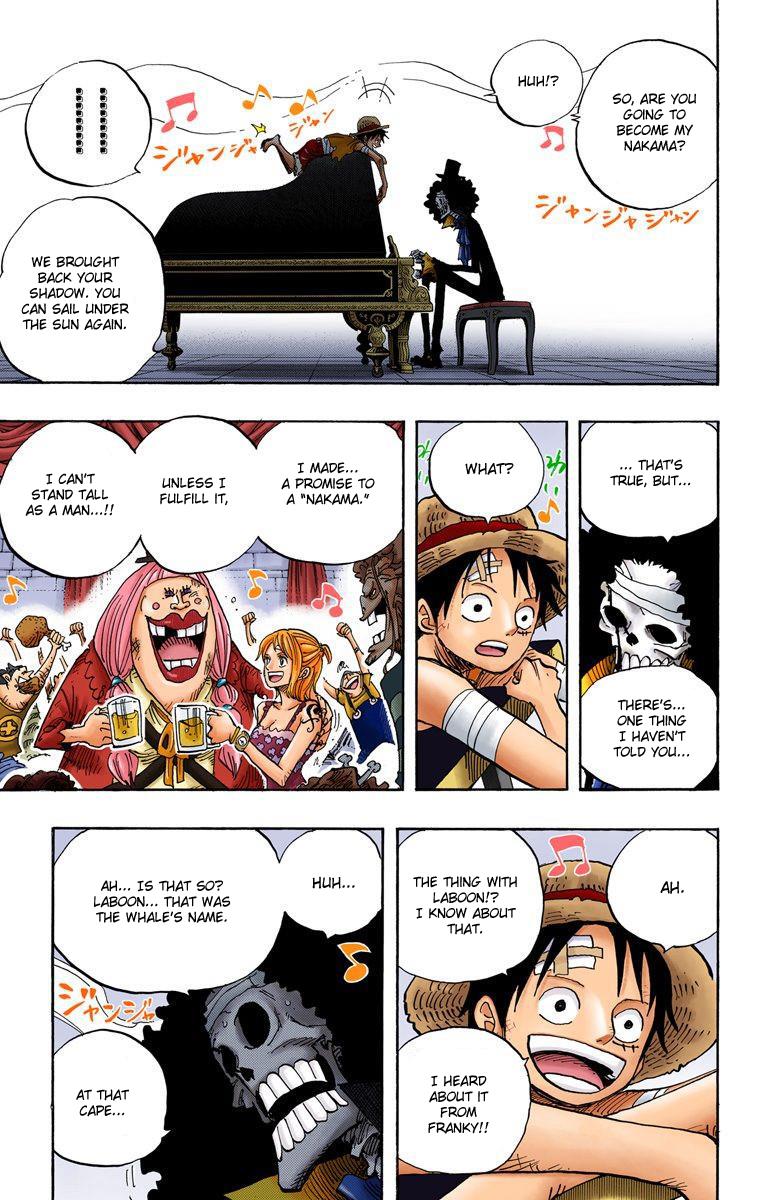 SO, ARE YOU
GOING TO
BECOME MY
NAKAMA?
HUH!?
ジャンジャジャン
ジャン
ジャンジャ
!!
WE BROUGHT
BACK YOUR
SHADOW. YOU
CAN SAIL UNDER
THE SUN AGAIN.
... THAT'S
TRUE, BUT...
THERE'S...
ONE THING
I HAVEN'T
TOLD YOU...
WHAT?
わい
わい
I MADE...
A PROMISE TO
A "NAKAMA."
UNLESS I
FULFILL IT,
I CAN'T
STAND TALL
AS A MAN...!!
AH.
THE THING WITH
LABOON!?
I KNOW ABOUT
THAT.
I HEARD
ABOUT IT
FROM
FRANKY!!
HUH...
AH... IS THAT SO?
LABOON... THAT WAS
THE WHALE'S NAME.
ジャンジャ
AT THAT
CAPE...